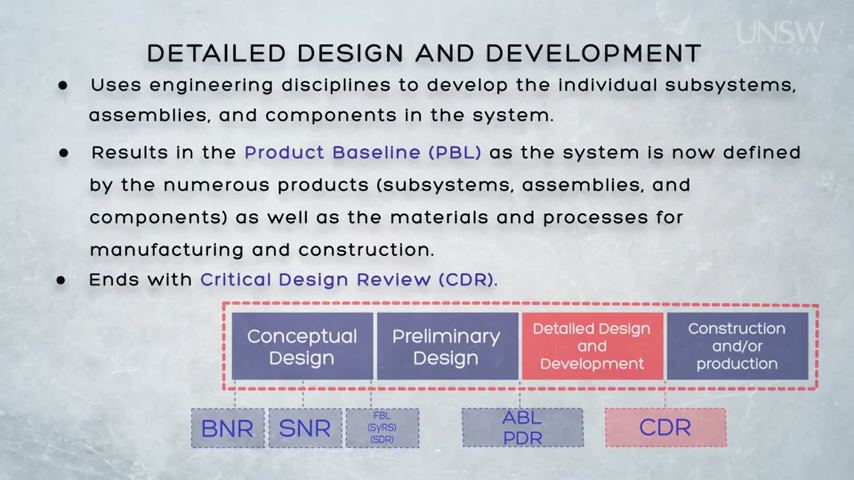 UNSW
AUSTRALIA
DETAILED DESIGN AND DEVELOPMENT
• Uses engineering disciplines to develop the individual subsystems,
assemblies, and components in the system.
• Results in the Product Baseline (PBL) as the system is now defined
by the numerous products (subsystems, assemblies, and
components) as well as the materials and processes for
manufacturing and construction.
• Ends with Critical Design Review (CDR).
Conceptual
Design
Preliminary
Design
Detailed Design
and
Development
Construction
and/or
production
BNR
SNR
FBL
(SyRS)
(SDR)
ABL
PDR
CDR